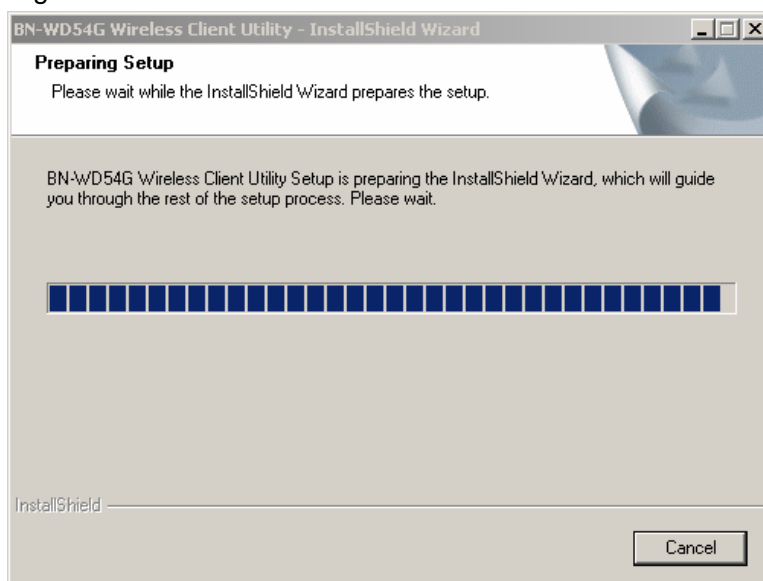 BN-WD54G Wireless Client Utility - InstallShield Wizard
Preparing Setup
Please wait while the InstallShield Wizard prepares the setup.
BN-WD54G Wireless Client Utility Setup is preparing the InstallShield Wizard, which will guide
you through the rest of the setup process. Please wait.
InstallShield
Cancel